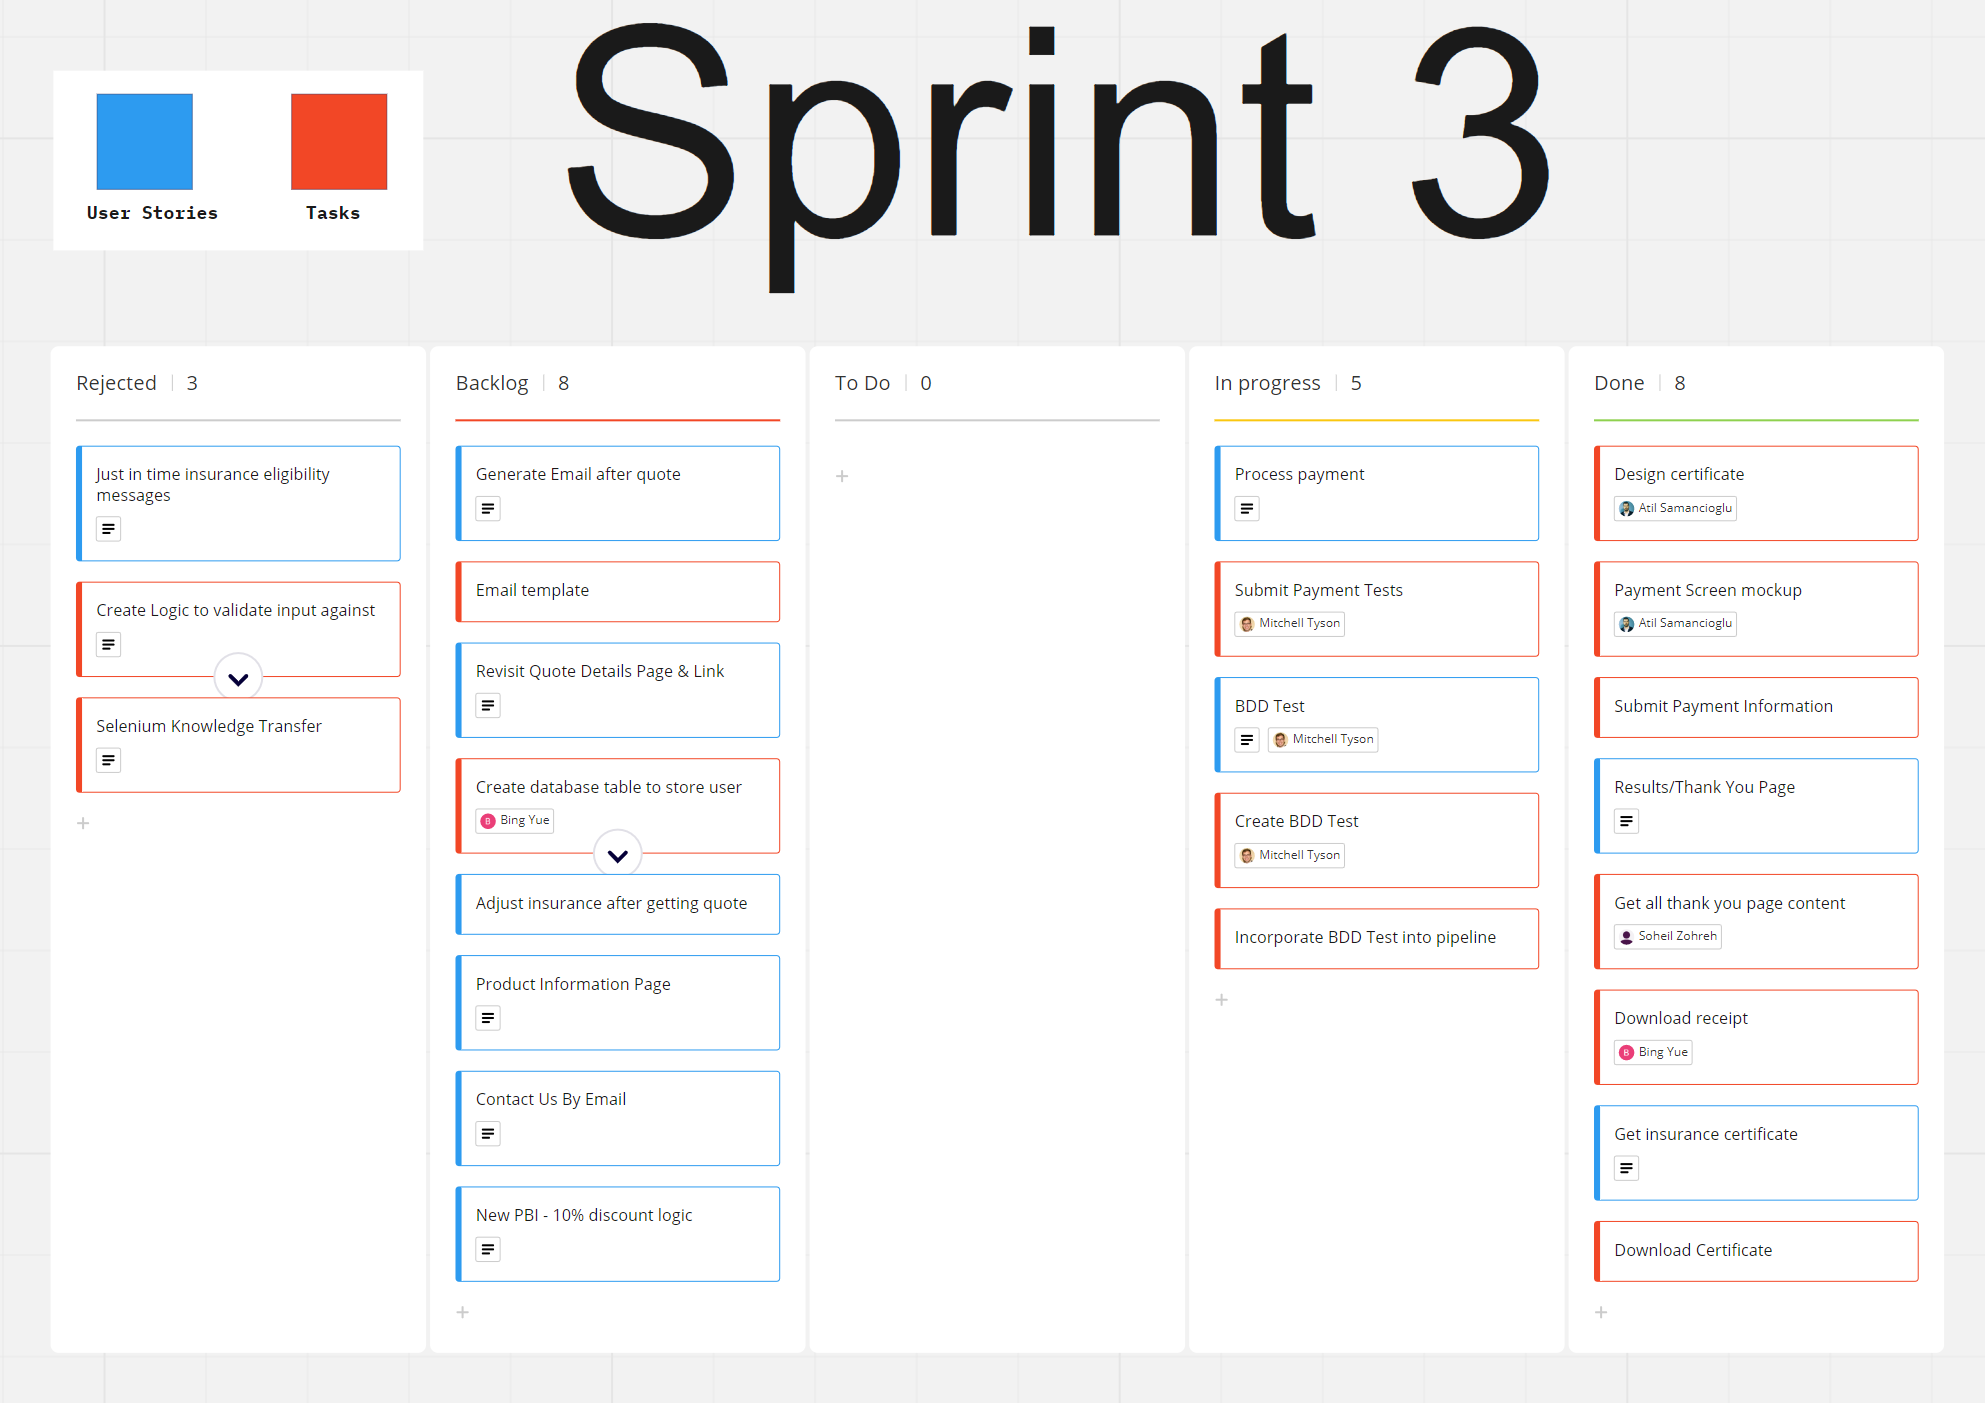 Sprint 3
User Stories
Tasks
Rejected 3
Just in time insurance eligibility
messages
Create Logic to validate input against
Selenium Knowledge Transfer
Backlog 8
Generate Email after quote
Email template
Revisit Quote Details Page & Link
Create database table to store user
B Bing Yue
Adjust insurance after getting quote
Product Information Page
Contact Us By Email
New PBI - 10% discount logic
To Do 0
In progress 5
Process payment
Submit Payment Tests
Mitchell Tyson
BDD Test
Mitchell Tyson
Create BDD Test
Mitchell Tyson
Incorporate BDD Test into pipeline
Done 8
Design certificate
Atil Samancioglu
Payment Screen mockup
Atil Samancioglu
Submit Payment Information
Results/Thank You Page
Get all thank you page content
Soheil Zohreh
Download receipt
B Bing Yue
Get insurance certificate
Download Certificate